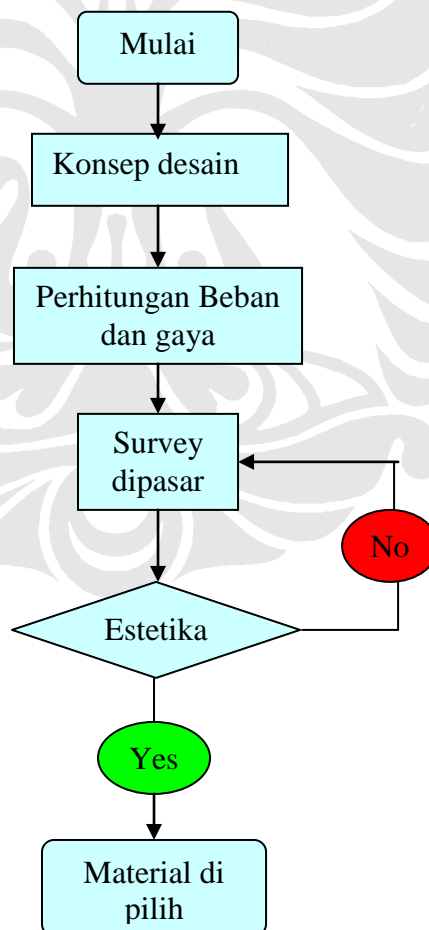 Mulai
Konsep desain
Perhitungan Beban
dan gaya
Survey
dipasar
No
Estetika
Yes
Material di
pilih